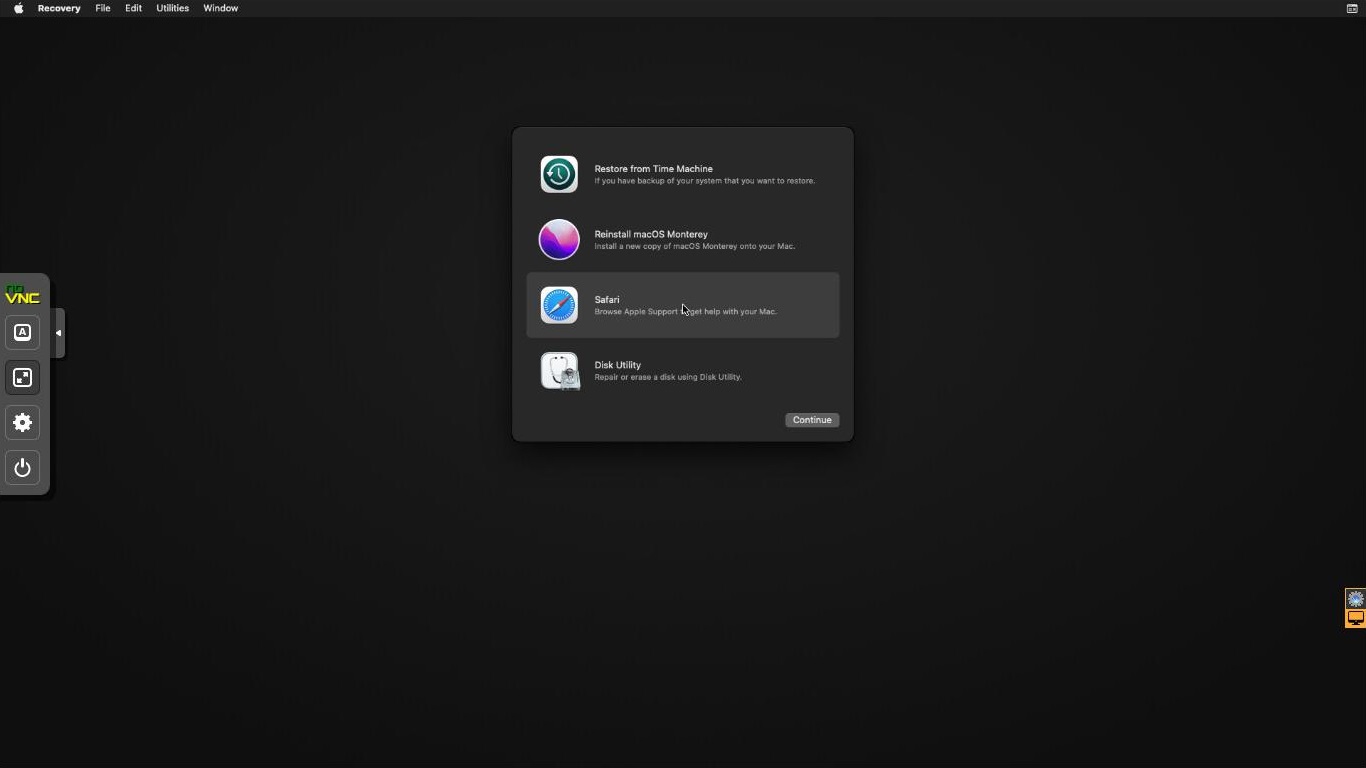 Recovery File Edit Utilities Window
Restore from Time Machine
If you have backup of your system that you want to restore.
Reinstall macOS Monterey
Install a new copy of macOS Monterey onto your Mac.
Safari
Browse Apple Support to get help with your Mac.
Disk Utility
Repair or erase a disk using Disk Utility.
Continue
no
VNC
A